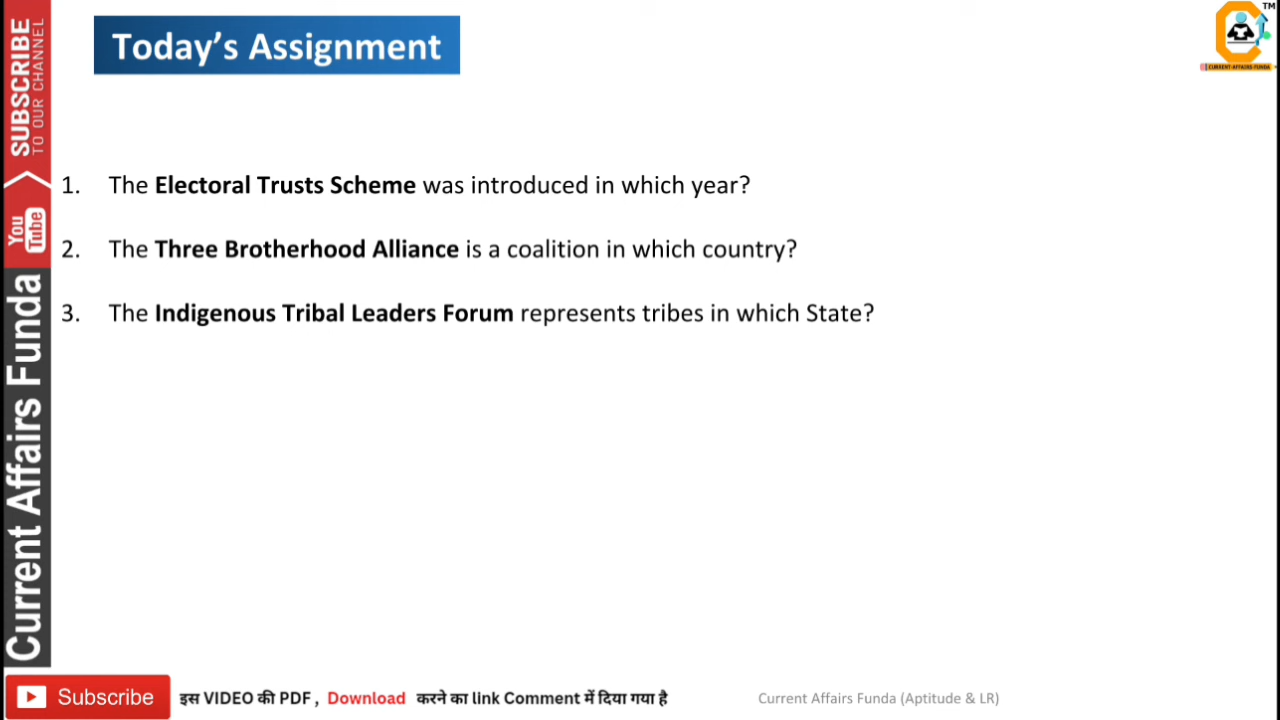 Today's Assignment
TM
CURRENT-AFFAIRS-FUNDA
SUBSCRIBE
TO OUR CHANNEL
You
Tube
Current Affairs Funda
1. The Electoral Trusts Scheme was introduced in which year?
2. The Three Brotherhood Alliance is a coalition in which country?
3. The Indigenous Tribal Leaders Forum represents tribes in which State?
Subscribe
इस VIDEO की PDF , Download करने का link Comment में दिया गया है
Current Affairs Funda (Aptitude & LR)